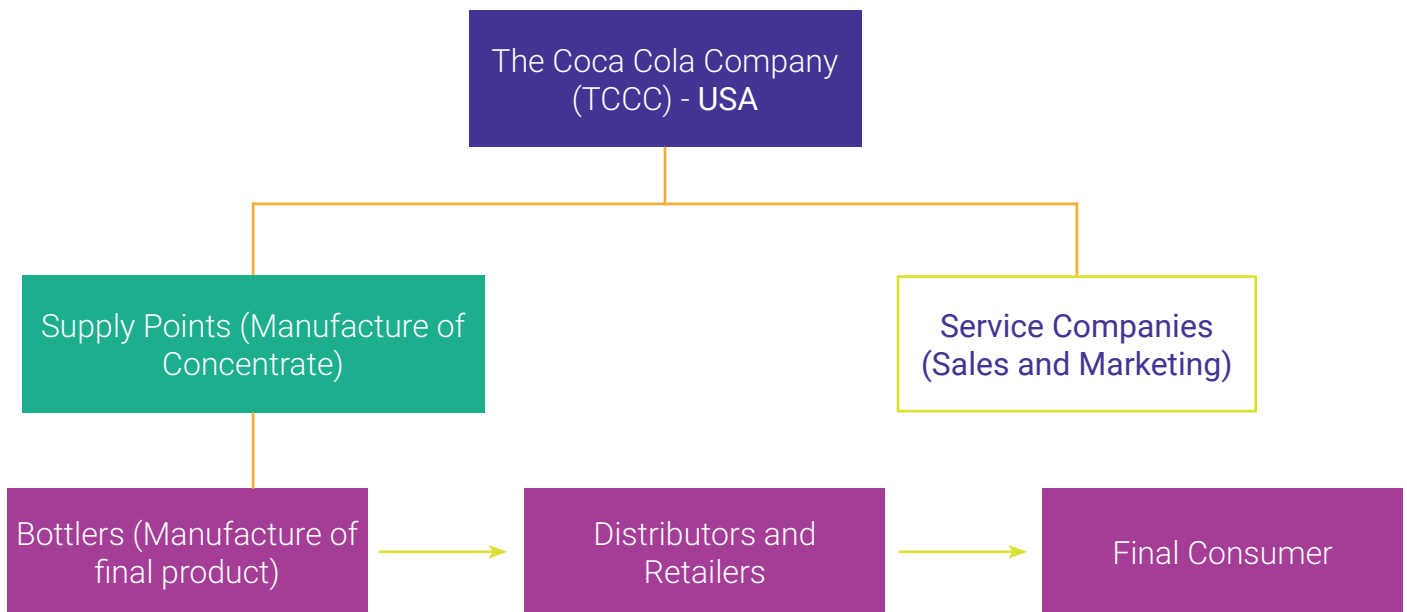 The Coca Cola Company
(TCCC) - USA
Supply Points (Manufacture of
Concentrate)
Service Companies
(Sales and Marketing)
Bottlers (Manufacture of
final product)
Distributors and
Retailers
Final Consumer